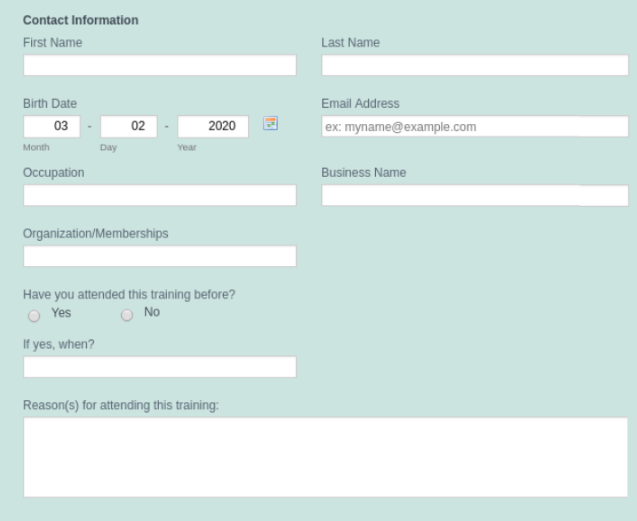 Contact Information
First Name Last Name
Birth Date Email Address
03 - 02 - 2020 ex: myname@example.com
Month Day Year
Occupation Business Name
Organization/Memberships
Have you attended this training before?
Yes No
If yes, when?
Reason(s) for attending this training: